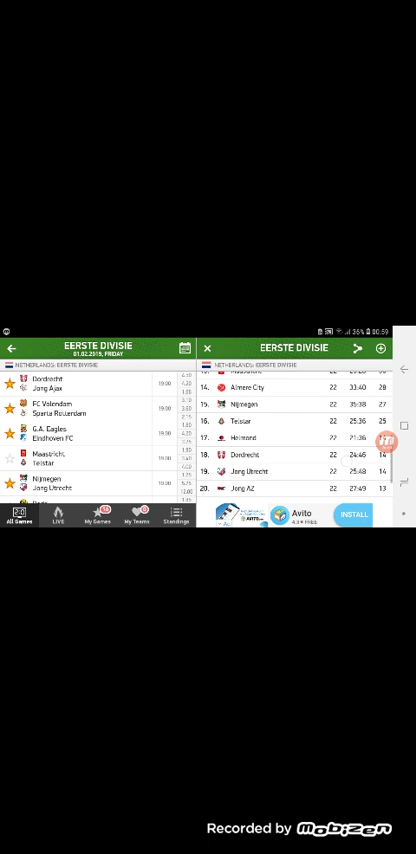 36% 00:59
EERSTE DIVISIE
01.02.2019, FRIDAY
NETHERLANDS: EERSTE DIVISIE
Dordrecht
Jong Ajax
19:00
FC Volendam
Sparta Rotterdam
19:00
G.A. Eagles
Eindhoven FC
19:00
Maastricht
Telstar
19:00
Nijmegen
Jong Utrecht
19:00
All Games
LIVE
My Games
My Teams
Standings
EERSTE DIVISIE
NETHERLANDS: EERSTE DIVISIE
14. Almere City 22 33:40 28
15. Nijmegen 22 35:38 27
16. Telstar 22 25:36 25
17. Helmond 22 21:36
18. Dordrecht 22 24:46 14
19. Jong Utrecht 22 25:48 14
20. Jong AZ 22 27:49 13
Avito
INSTALL
Recorded by Mobizen